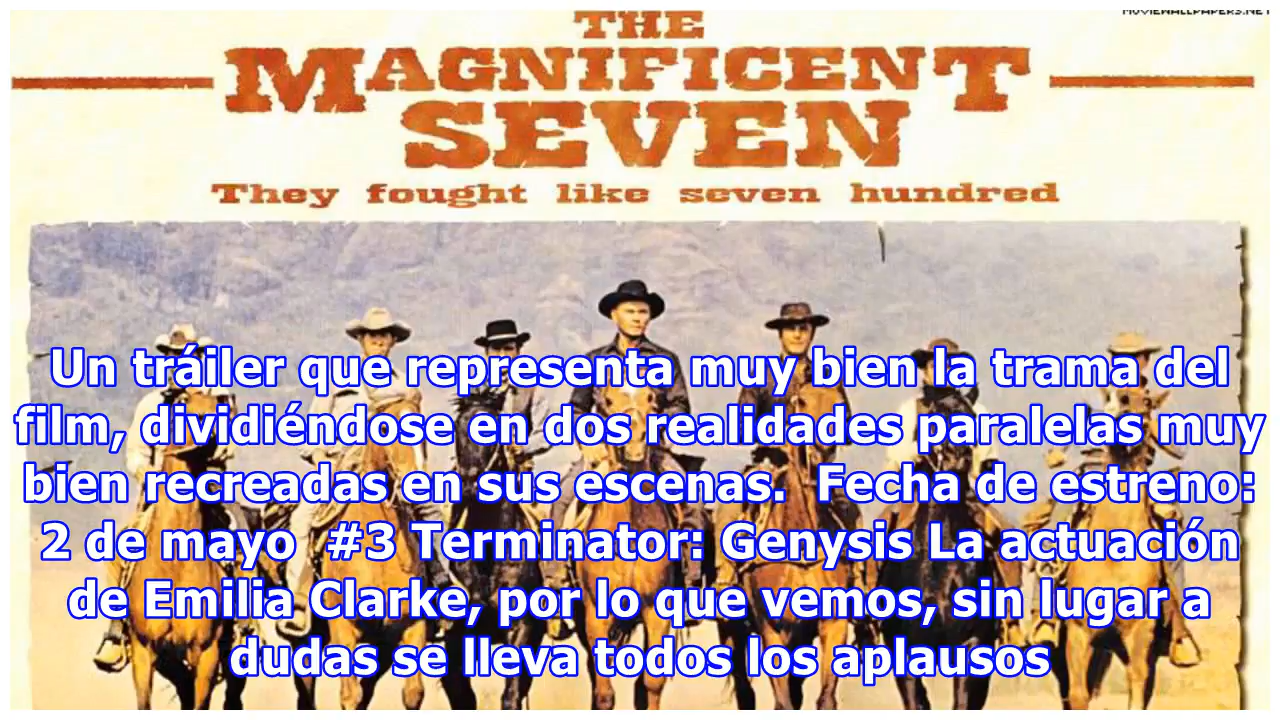 MOVIEWALLPAPERS.NET
THE
MAGNIFICENT
SEVEN
They fought like seven hundred
Un tráiler que representa muy bien la trama del
film, dividiéndose en dos realidades paralelas muy
bien recreadas en sus escenas. Fecha de estreno:
2 de mayo #3 Terminator: Genysis La actuación
de Emilia Clarke, por lo que vemos, sin lugar a
dudas se lleva todos los aplausos